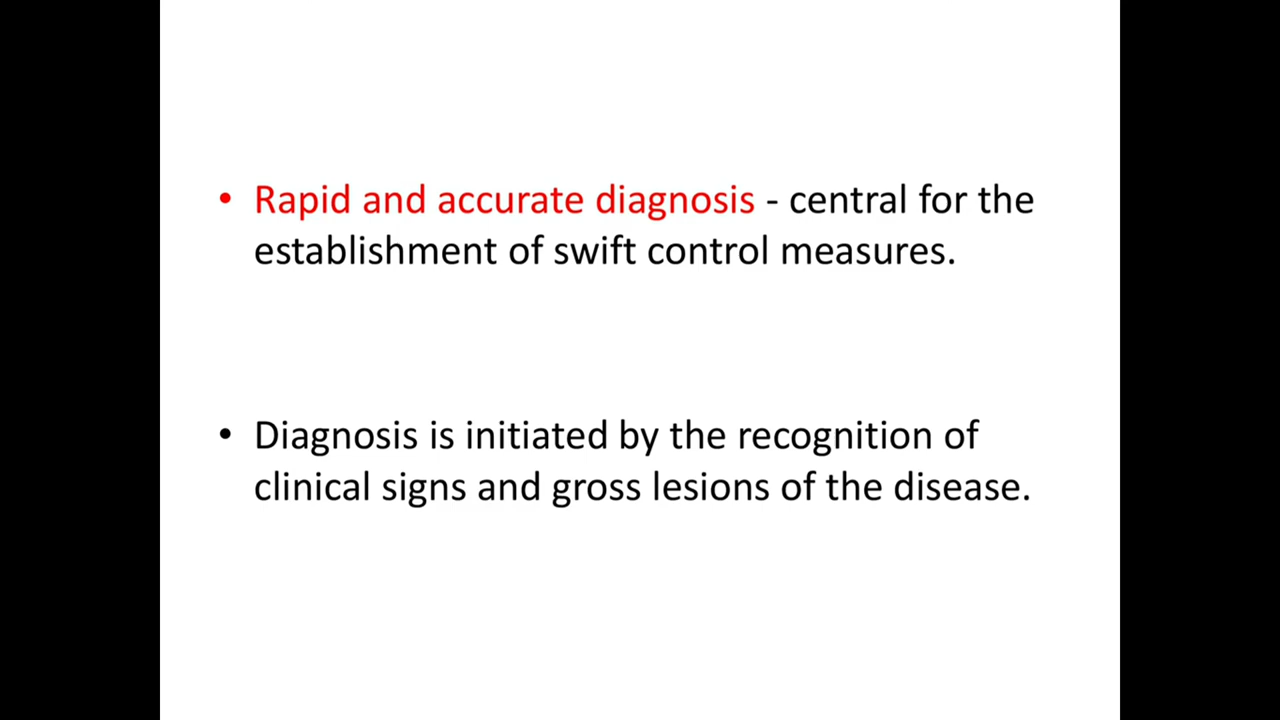 • Rapid and accurate diagnosis - central for the
establishment of swift control measures.
• Diagnosis is initiated by the recognition of
clinical signs and gross lesions of the disease.